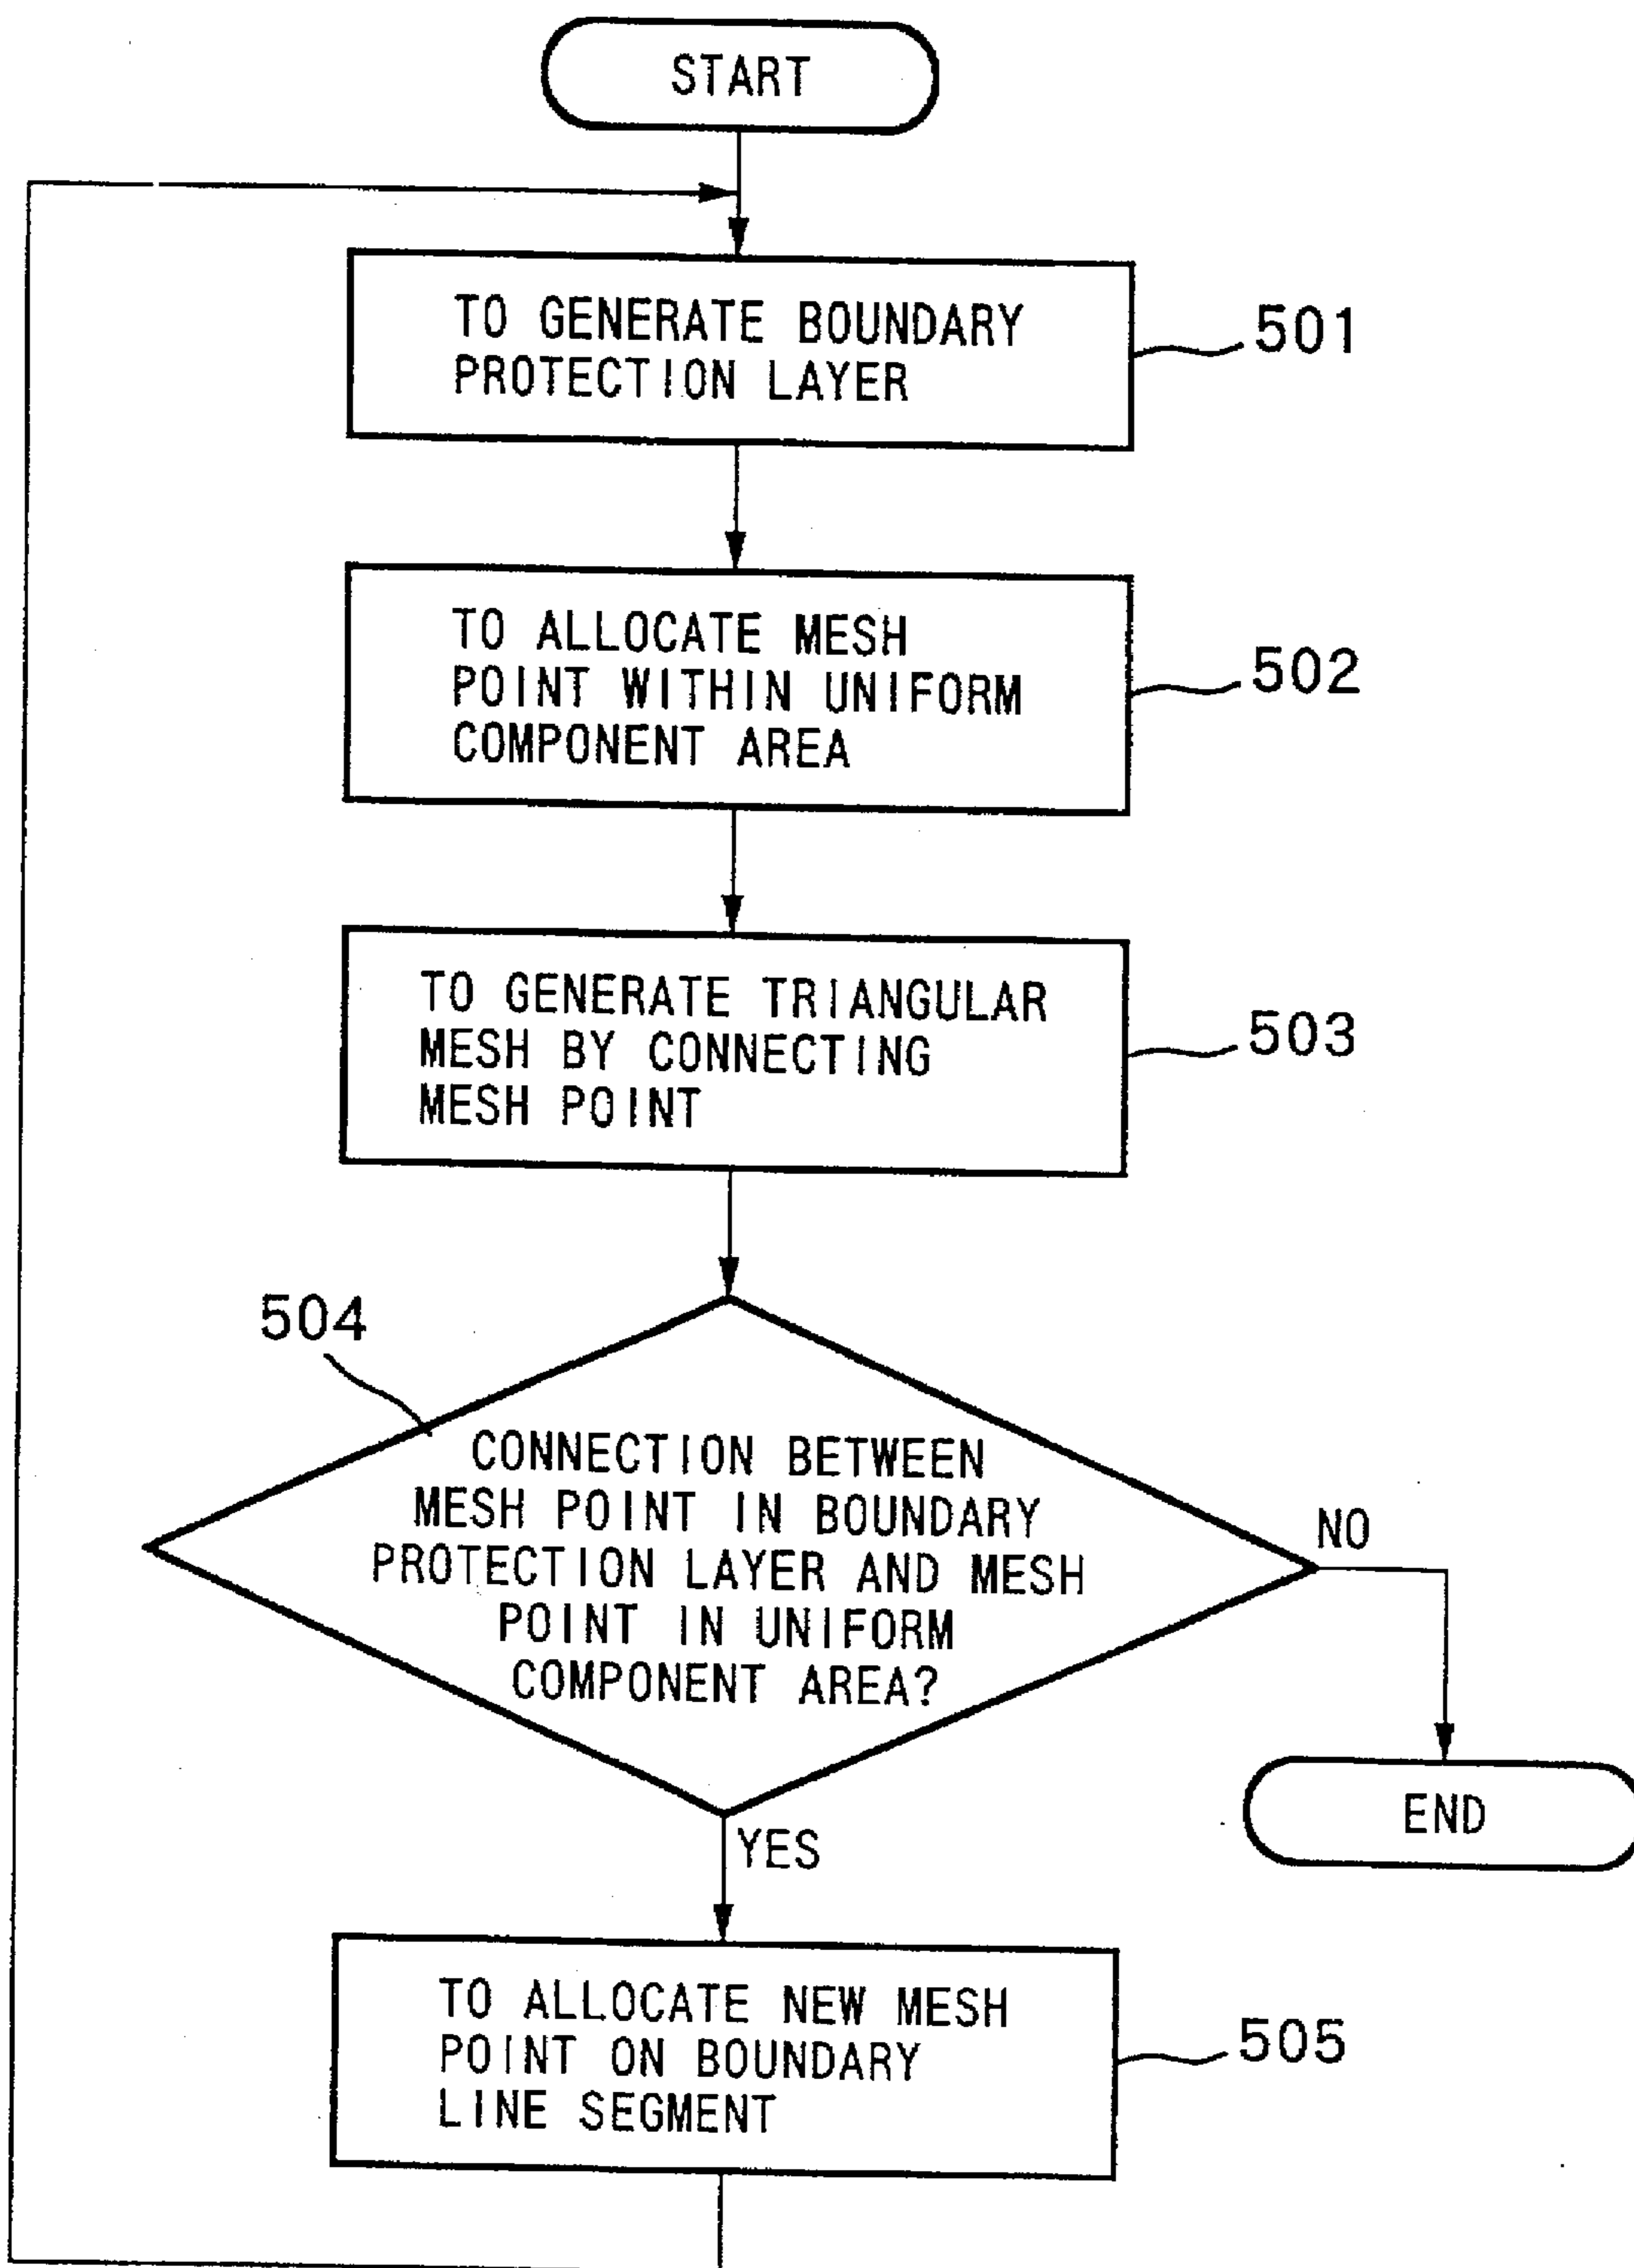 START
TO GENERATE BOUNDARY
PROTECTION LAYER
501
TO ALLOCATE MESH
POINT WITHIN UNIFORM
COMPONENT AREA
502
TO GENERATE TRIANGULAR
MESH BY CONNECTING
MESH POINT
503
504
CONNECTION BETWEEN
MESH POINT IN BOUNDARY
PROTECTION LAYER AND MESH
POINT IN UNIFORM
COMPONENT AREA?
NO
END
YES
TO ALLOCATE NEW MESH
POINT ON BOUNDARY
LINE SEGMENT
505